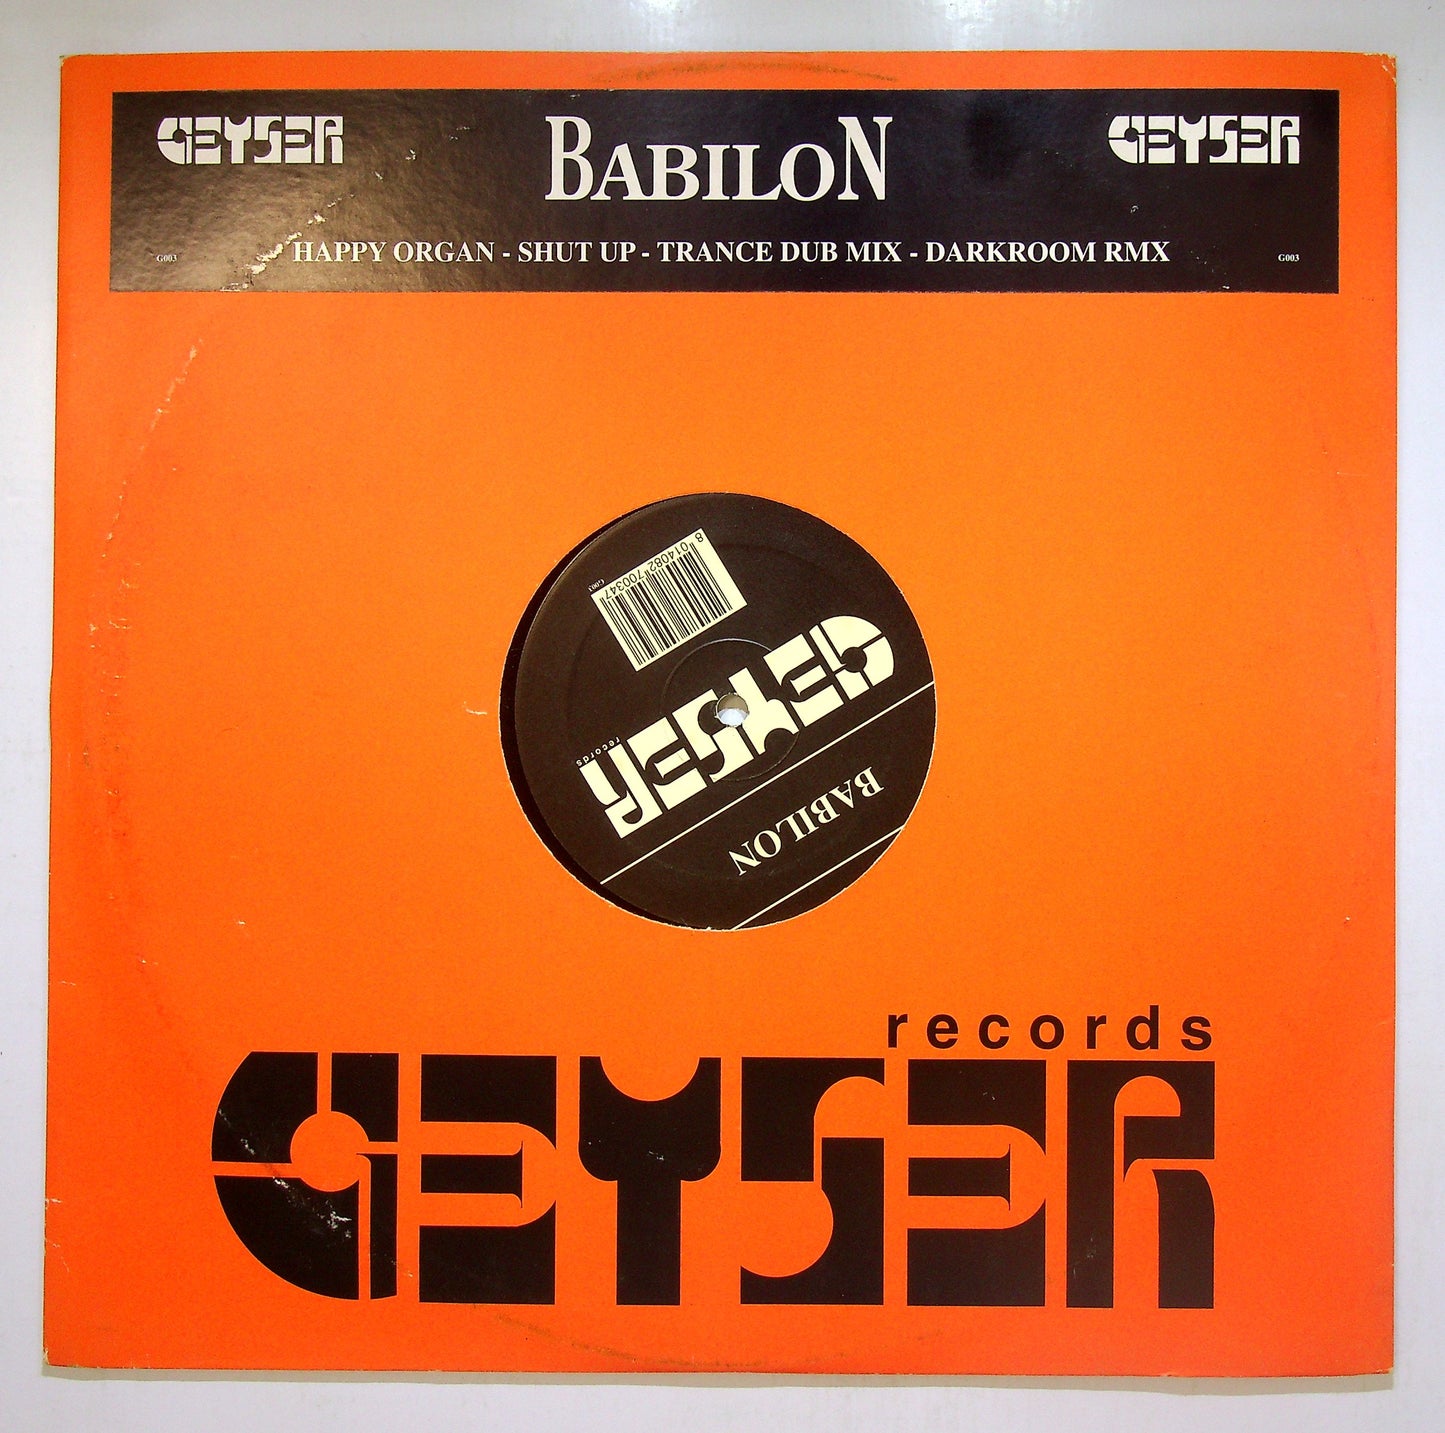 GEYSER
BABILON
GEYSER
HAPPY ORGAN - SHUT UP - TRANCE DUB MIX - DARKROOM RMX
G003
G003
G003
8 014082 700347
GEYSER
records
BABILON
records
GEYSER